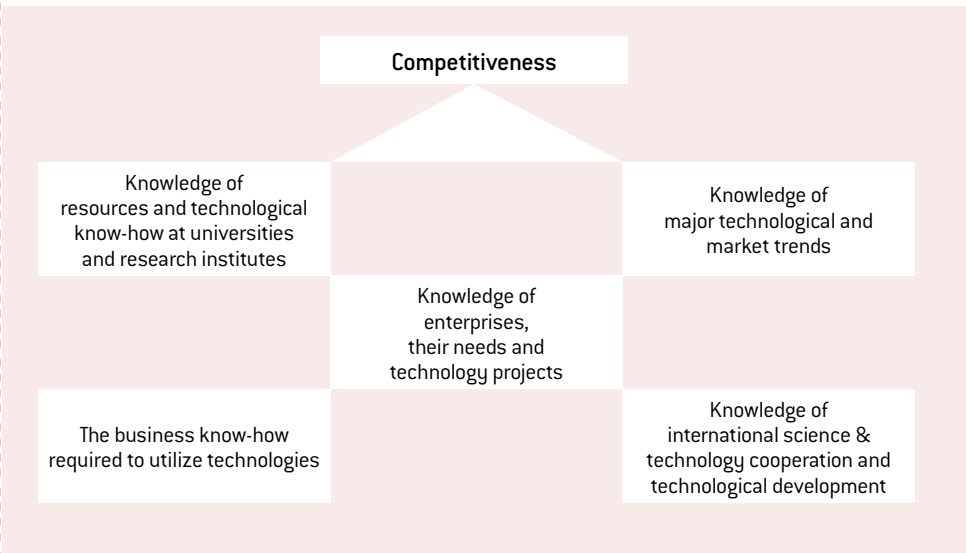 Competitiveness
Knowledge of
resources and technological
know-how at universities
and research institutes
Knowledge of
major technological and
market trends
Knowledge of
enterprises,
their needs and
technology projects
The business know-how
required to utilize technologies
Knowledge of
international science &
technology cooperation and
technological development